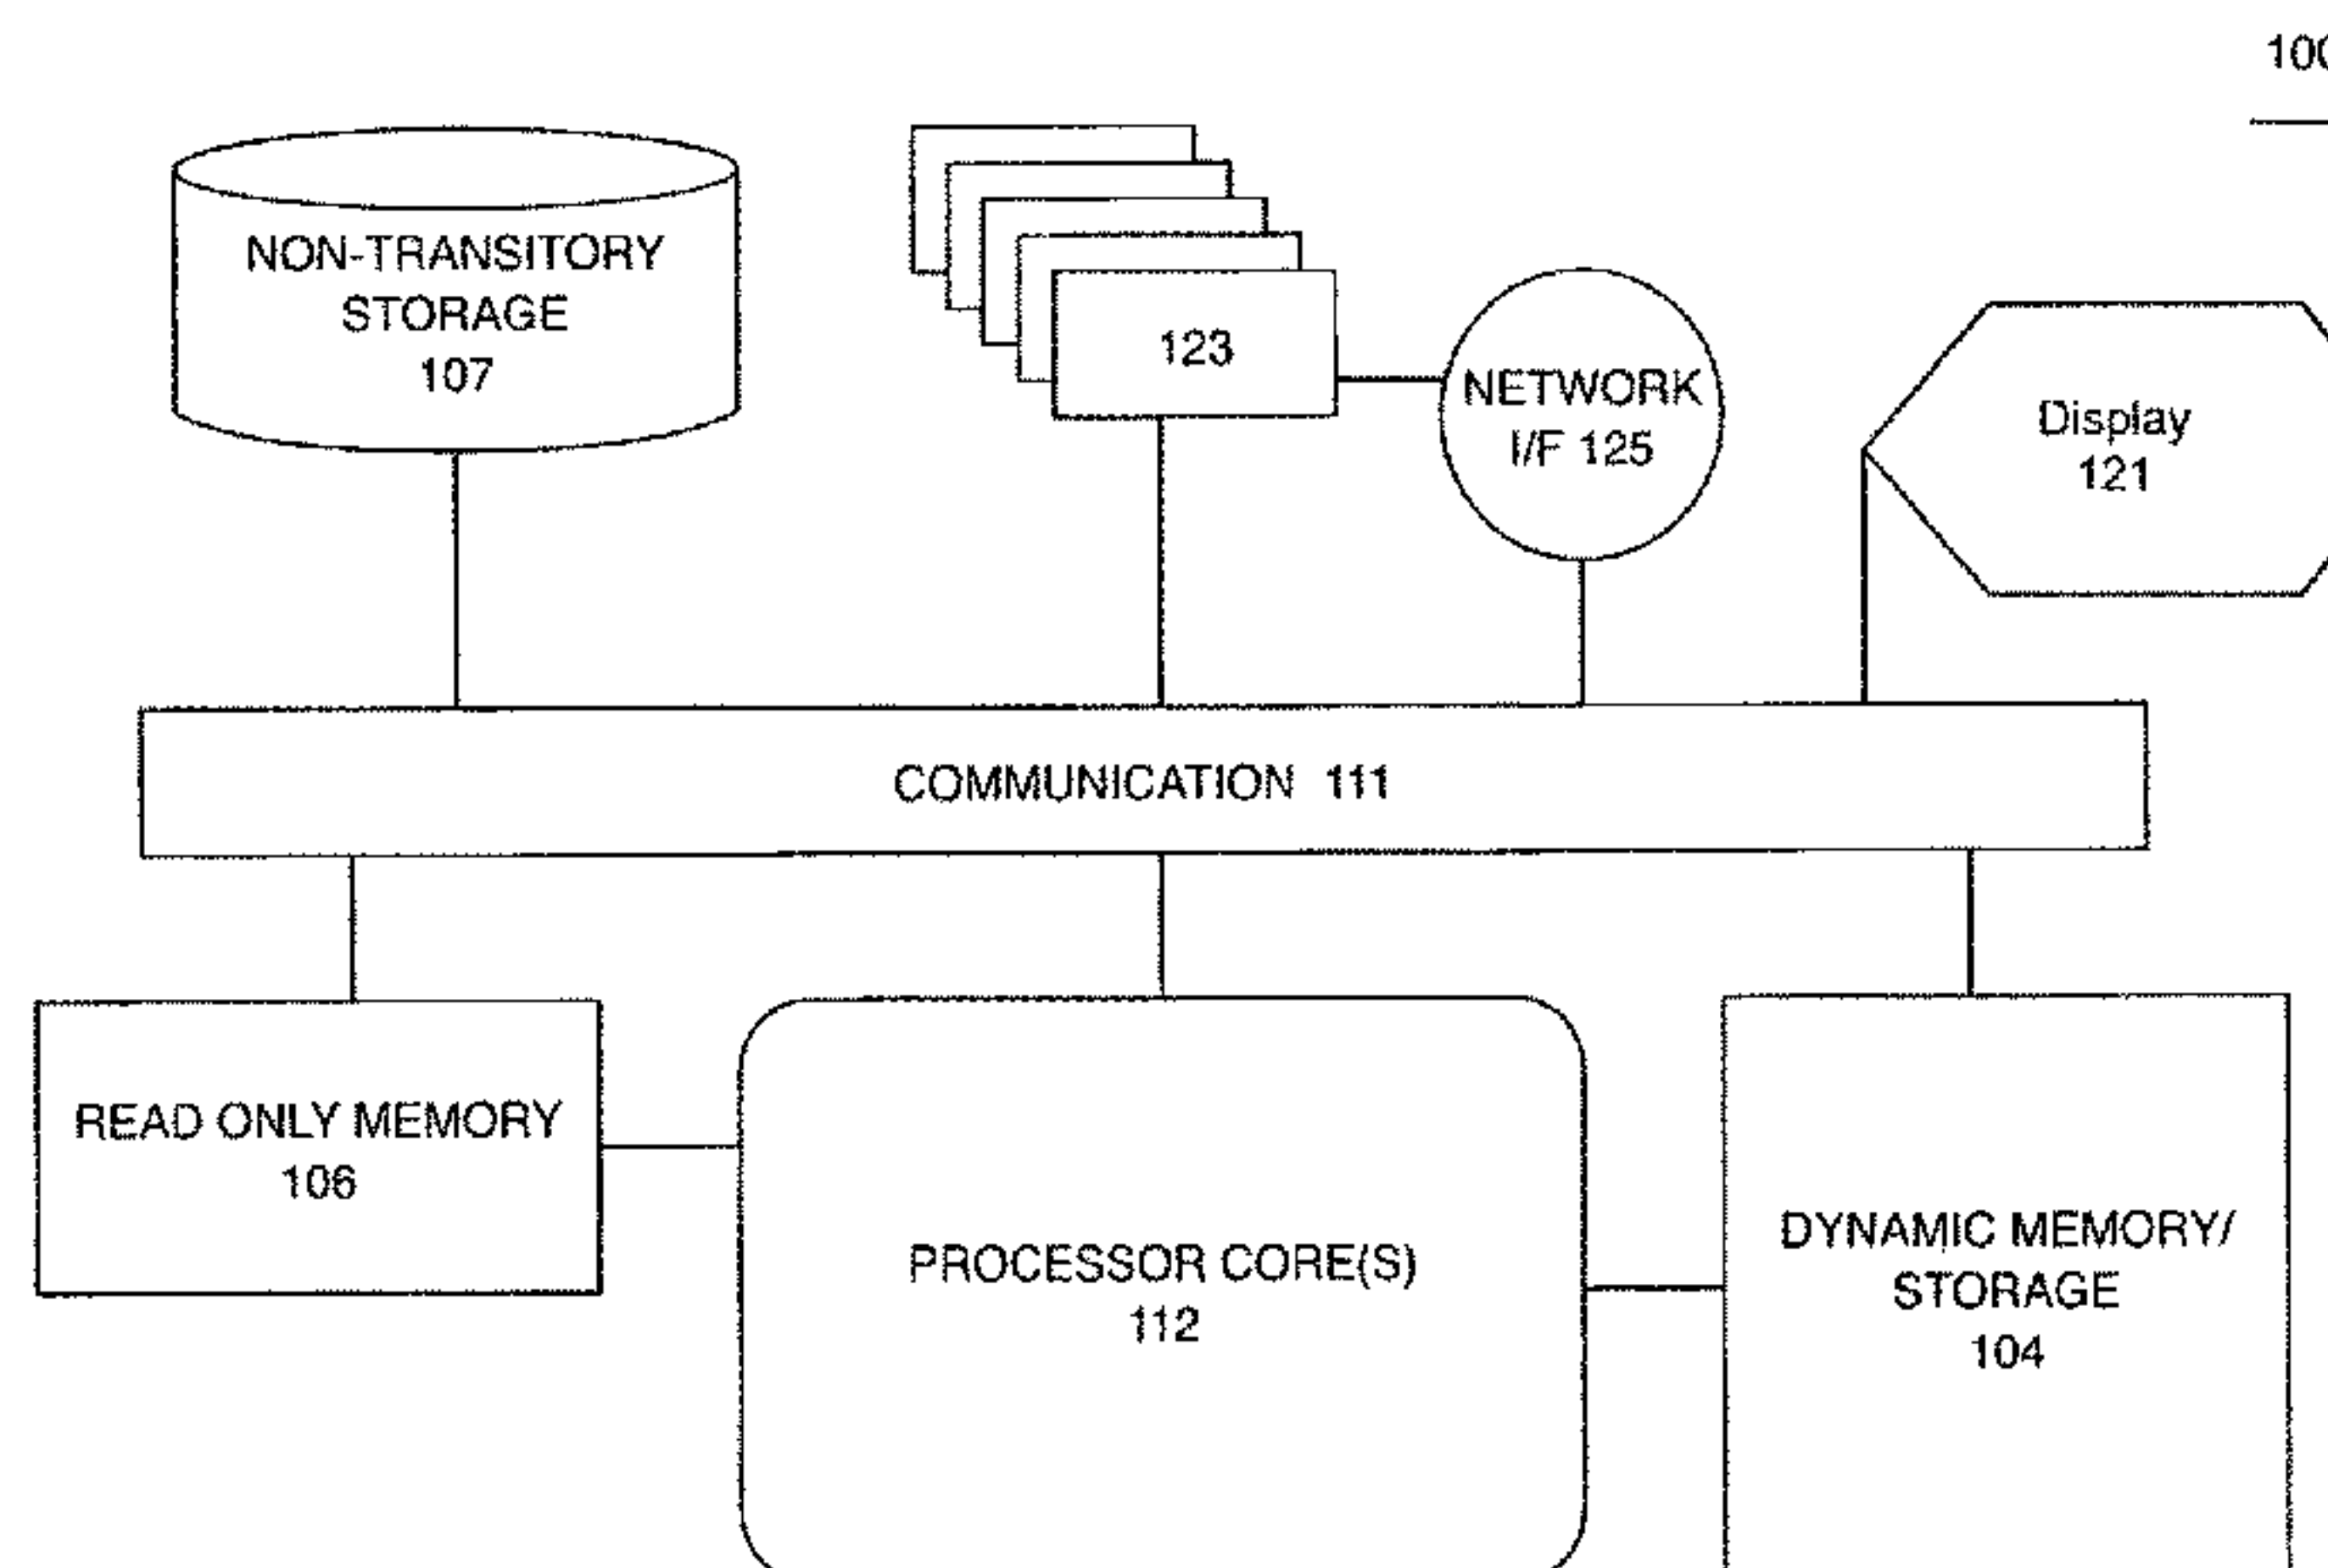 NON-TRANSITORY
STORAGE
107
123
NETWORK
I/F 125
Display
121
COMMUNICATION 111
READ ONLY MEMORY
106
PROCESSOR CORE(S)
112
DYNAMIC MEMORY/
STORAGE
104